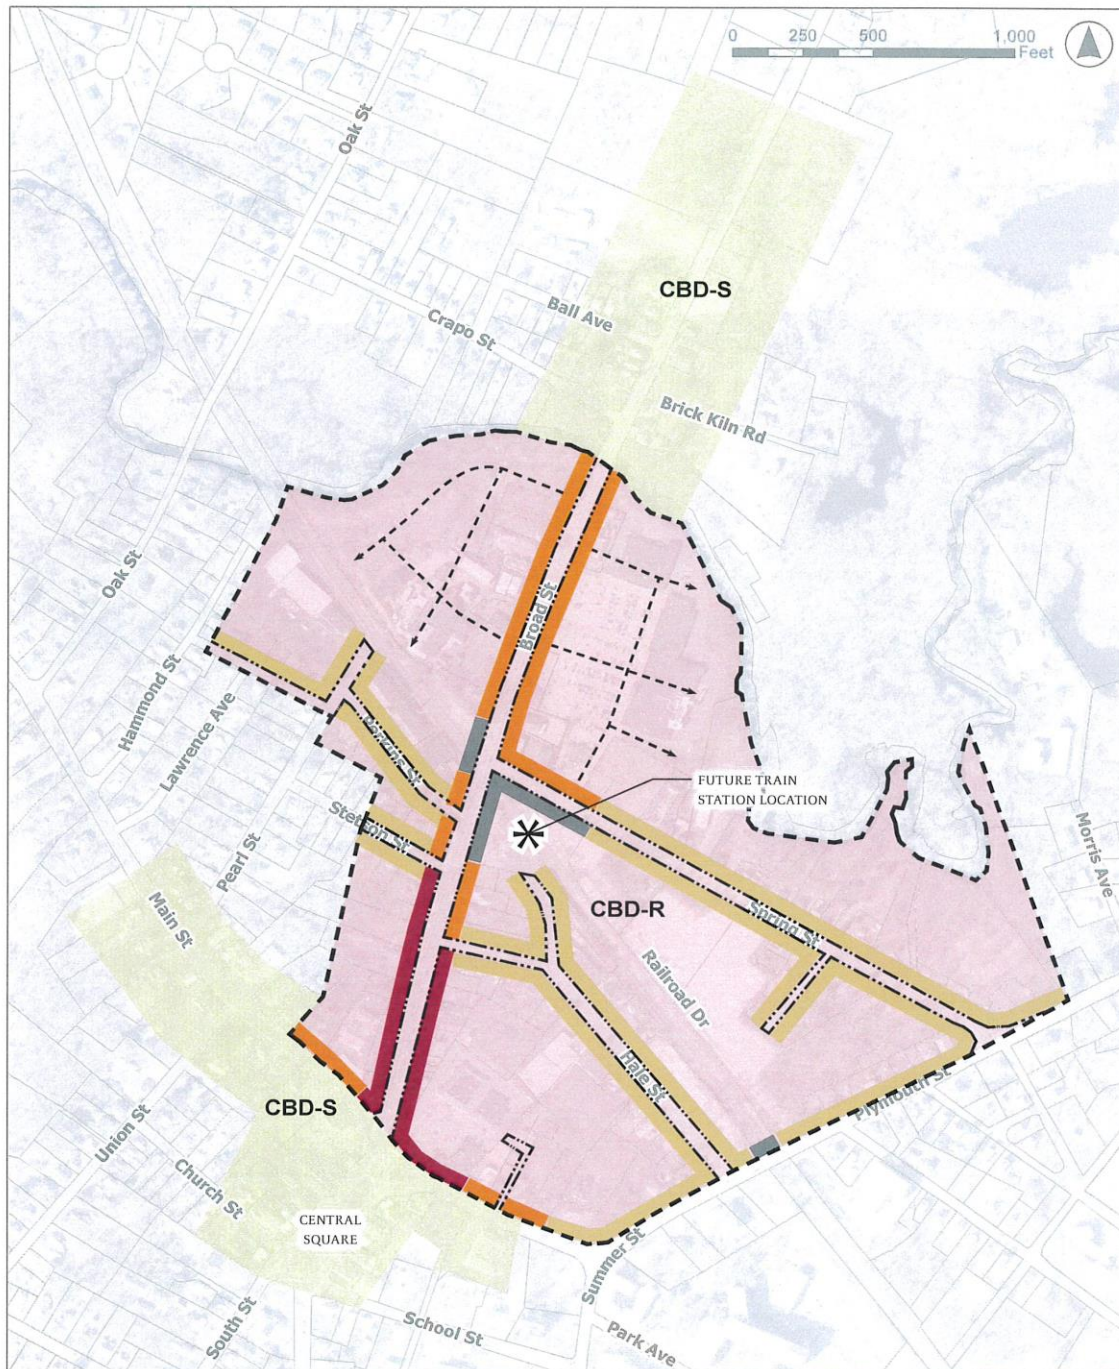 0 250 500 1,000
Feet
Oak St
CBD-S
Ball Ave
Crapo St
Brick Kiln Rd
Oak St
Broad St
Hammond St
Lawrence Ave
Perkins St
FUTURE TRAIN
STATION LOCATION
Stetson St
Morris Ave
Pearl St
Main St
CBD-R
Spring St
Railroad Dr
Hale St
Plymouth St
CBD-S
Union St
Church St
CENTRAL
SQUARE
Summer St
South St
School St
Park Ave